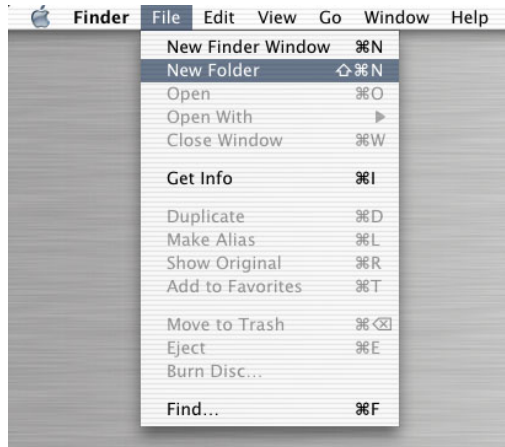 Finder File Edit View Go Window Help
New Finder Window ⌘N
New Folder ⇧⌘N
Open ⌘O
Open With ▶
Close Window ⌘W
Get Info ⌘I
Duplicate ⌘D
Make Alias ⌘L
Show Original ⌘R
Add to Favorites ⌘T
Move to Trash ⌘⌫
Eject ⌘E
Burn Disc...
Find... ⌘F